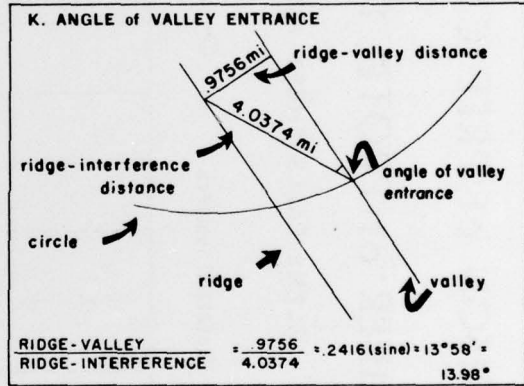 K. ANGLE of VALLEY ENTRANCE
.9756 mi
ridge-valley distance
4.0374 mi
ridge-interference
distance
angle of valley
entrance
circle
ridge
valley
RIDGE-VALLEY / RIDGE-INTERFERENCE = .9756 / 4.0374 = .2416 (sine) = 13°58' =
13.98°